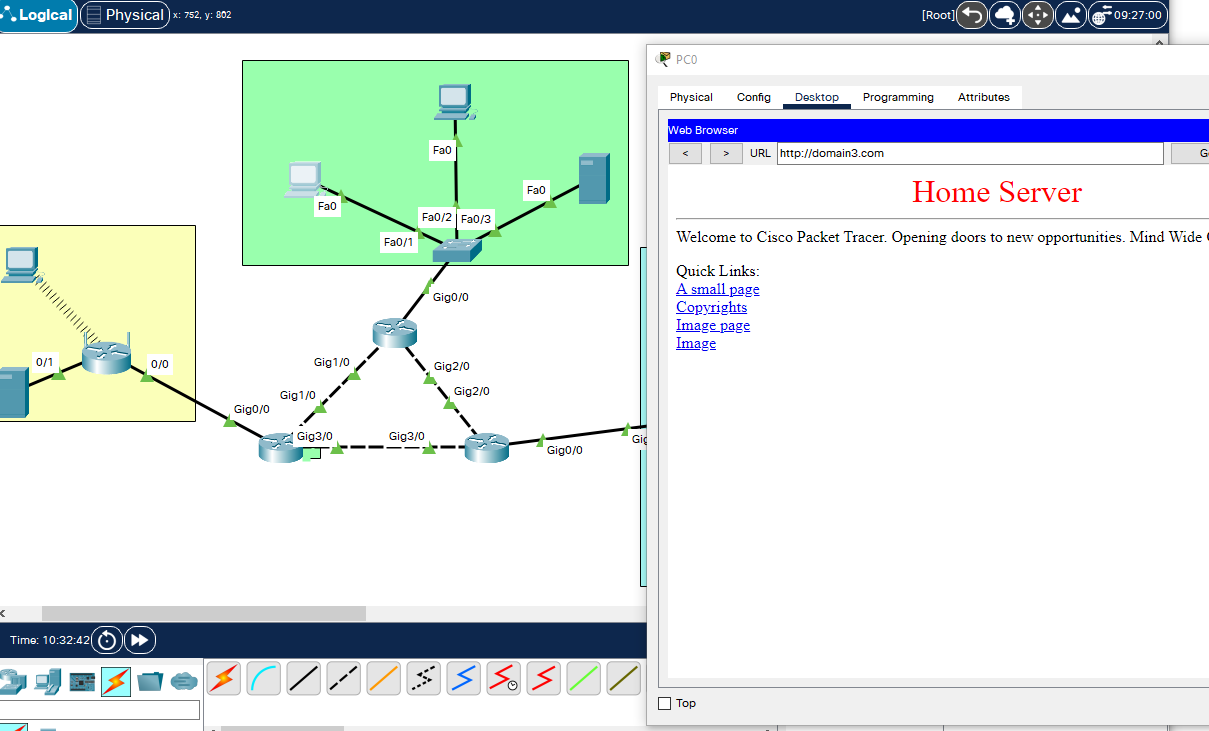 Logical
Physical
x: 752, y: 802
[Root]
09:27:00
PC0
Physical
Config
Desktop
Programming
Attributes
Web Browser
<
>
URL
http://domain3.com
G
Home Server
Welcome to Cisco Packet Tracer. Opening doors to new opportunities. Mind Wide
Quick Links:
A small page
Copyrights
Image page
Image
Top
Fa0
Fa0
Fa0
Fa0/2
Fa0/3
Fa0/1
Gig0/0
0/1
0/0
Gig1/0
Gig2/0
Gig1/0
Gig2/0
Gig0/0
Gig3/0
Gig3/0
Gig0/0
Gig
Time: 10:32:42